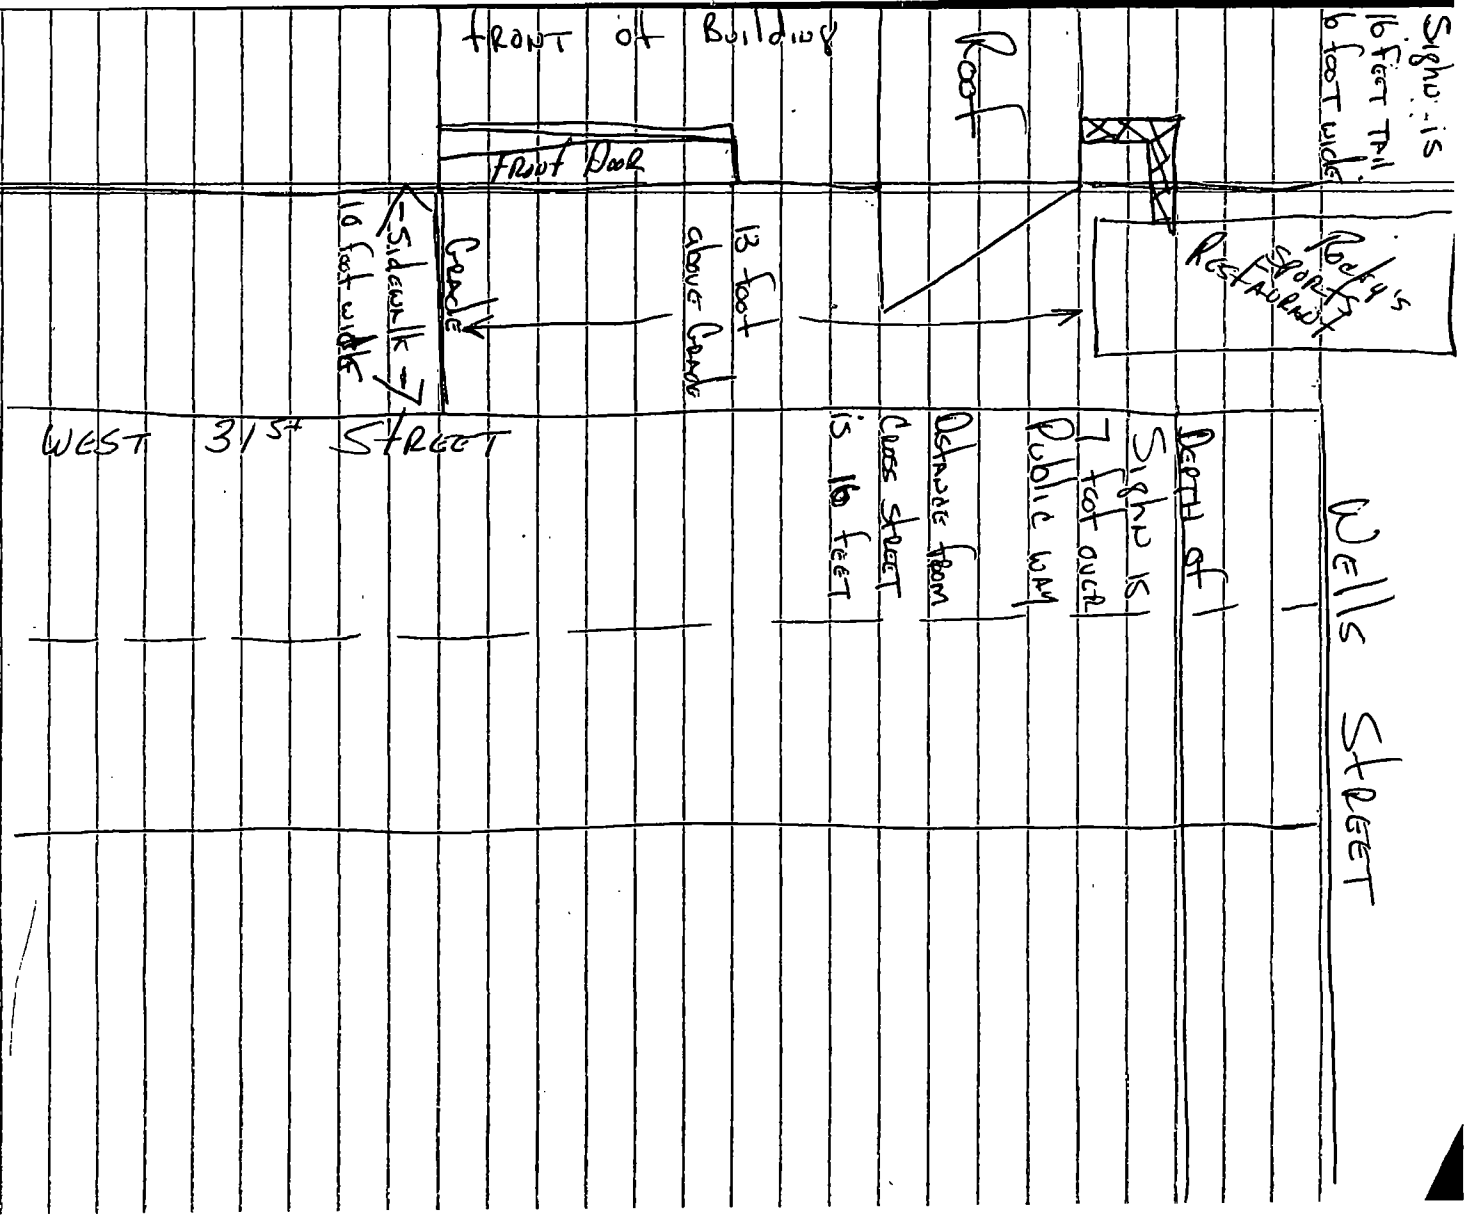 Sighn-is
16 FEET TAll
6 foot wide
FRONT of Building
Roof
FRONT DOOR
Rocky's
SPORTS
RESTAURANT
13 foot
above Grade
Grade
-Sidewalk-
10 foot wide
WEST 31st STREET
DEPTH of
Sighn is
7 foot over
Public way
Distance from
Cross street
is 16 feet
Wells STREET